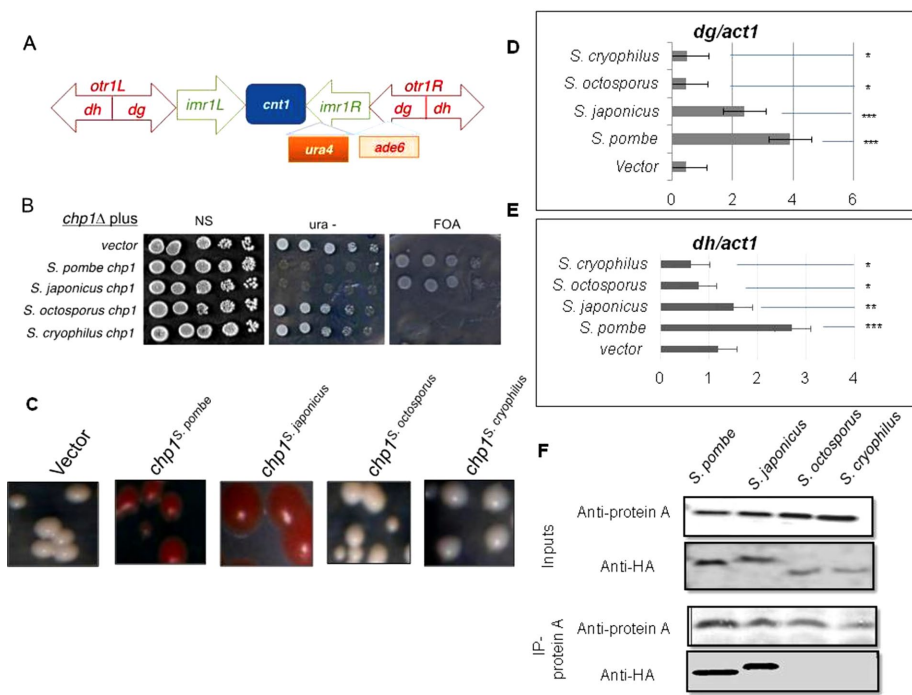 A
otr1L
otr1R
dh
dg
imr1L
cnt1
imr1R
dg
dh
ura4
ade6
B
chp1Δ plus
NS
ura -
FOA
vector
S. pombe chp1
S. japonicus chp1
S. octosporus chp1
S. cryophilus chp1
C
Vector
chp1S. pombe
chp1S. japonicus
chp1S. octosporus
chp1S. cryophilus
D
dg/act1
S. cryophilus
*
S. octosporus
*
S. japonicus
***
S. pombe
***
Vector
0 2 4 6
E
dh/act1
S. cryophilus
*
S. octosporus
*
S. japonicus
**
S. pombe
***
vector
0 1 2 3 4
F
S. pombe
S. japonicus
S. octosporus
S. cryophilus
Inputs
Anti-protein A
Anti-HA
IP-
protein A
Anti-protein A
Anti-HA